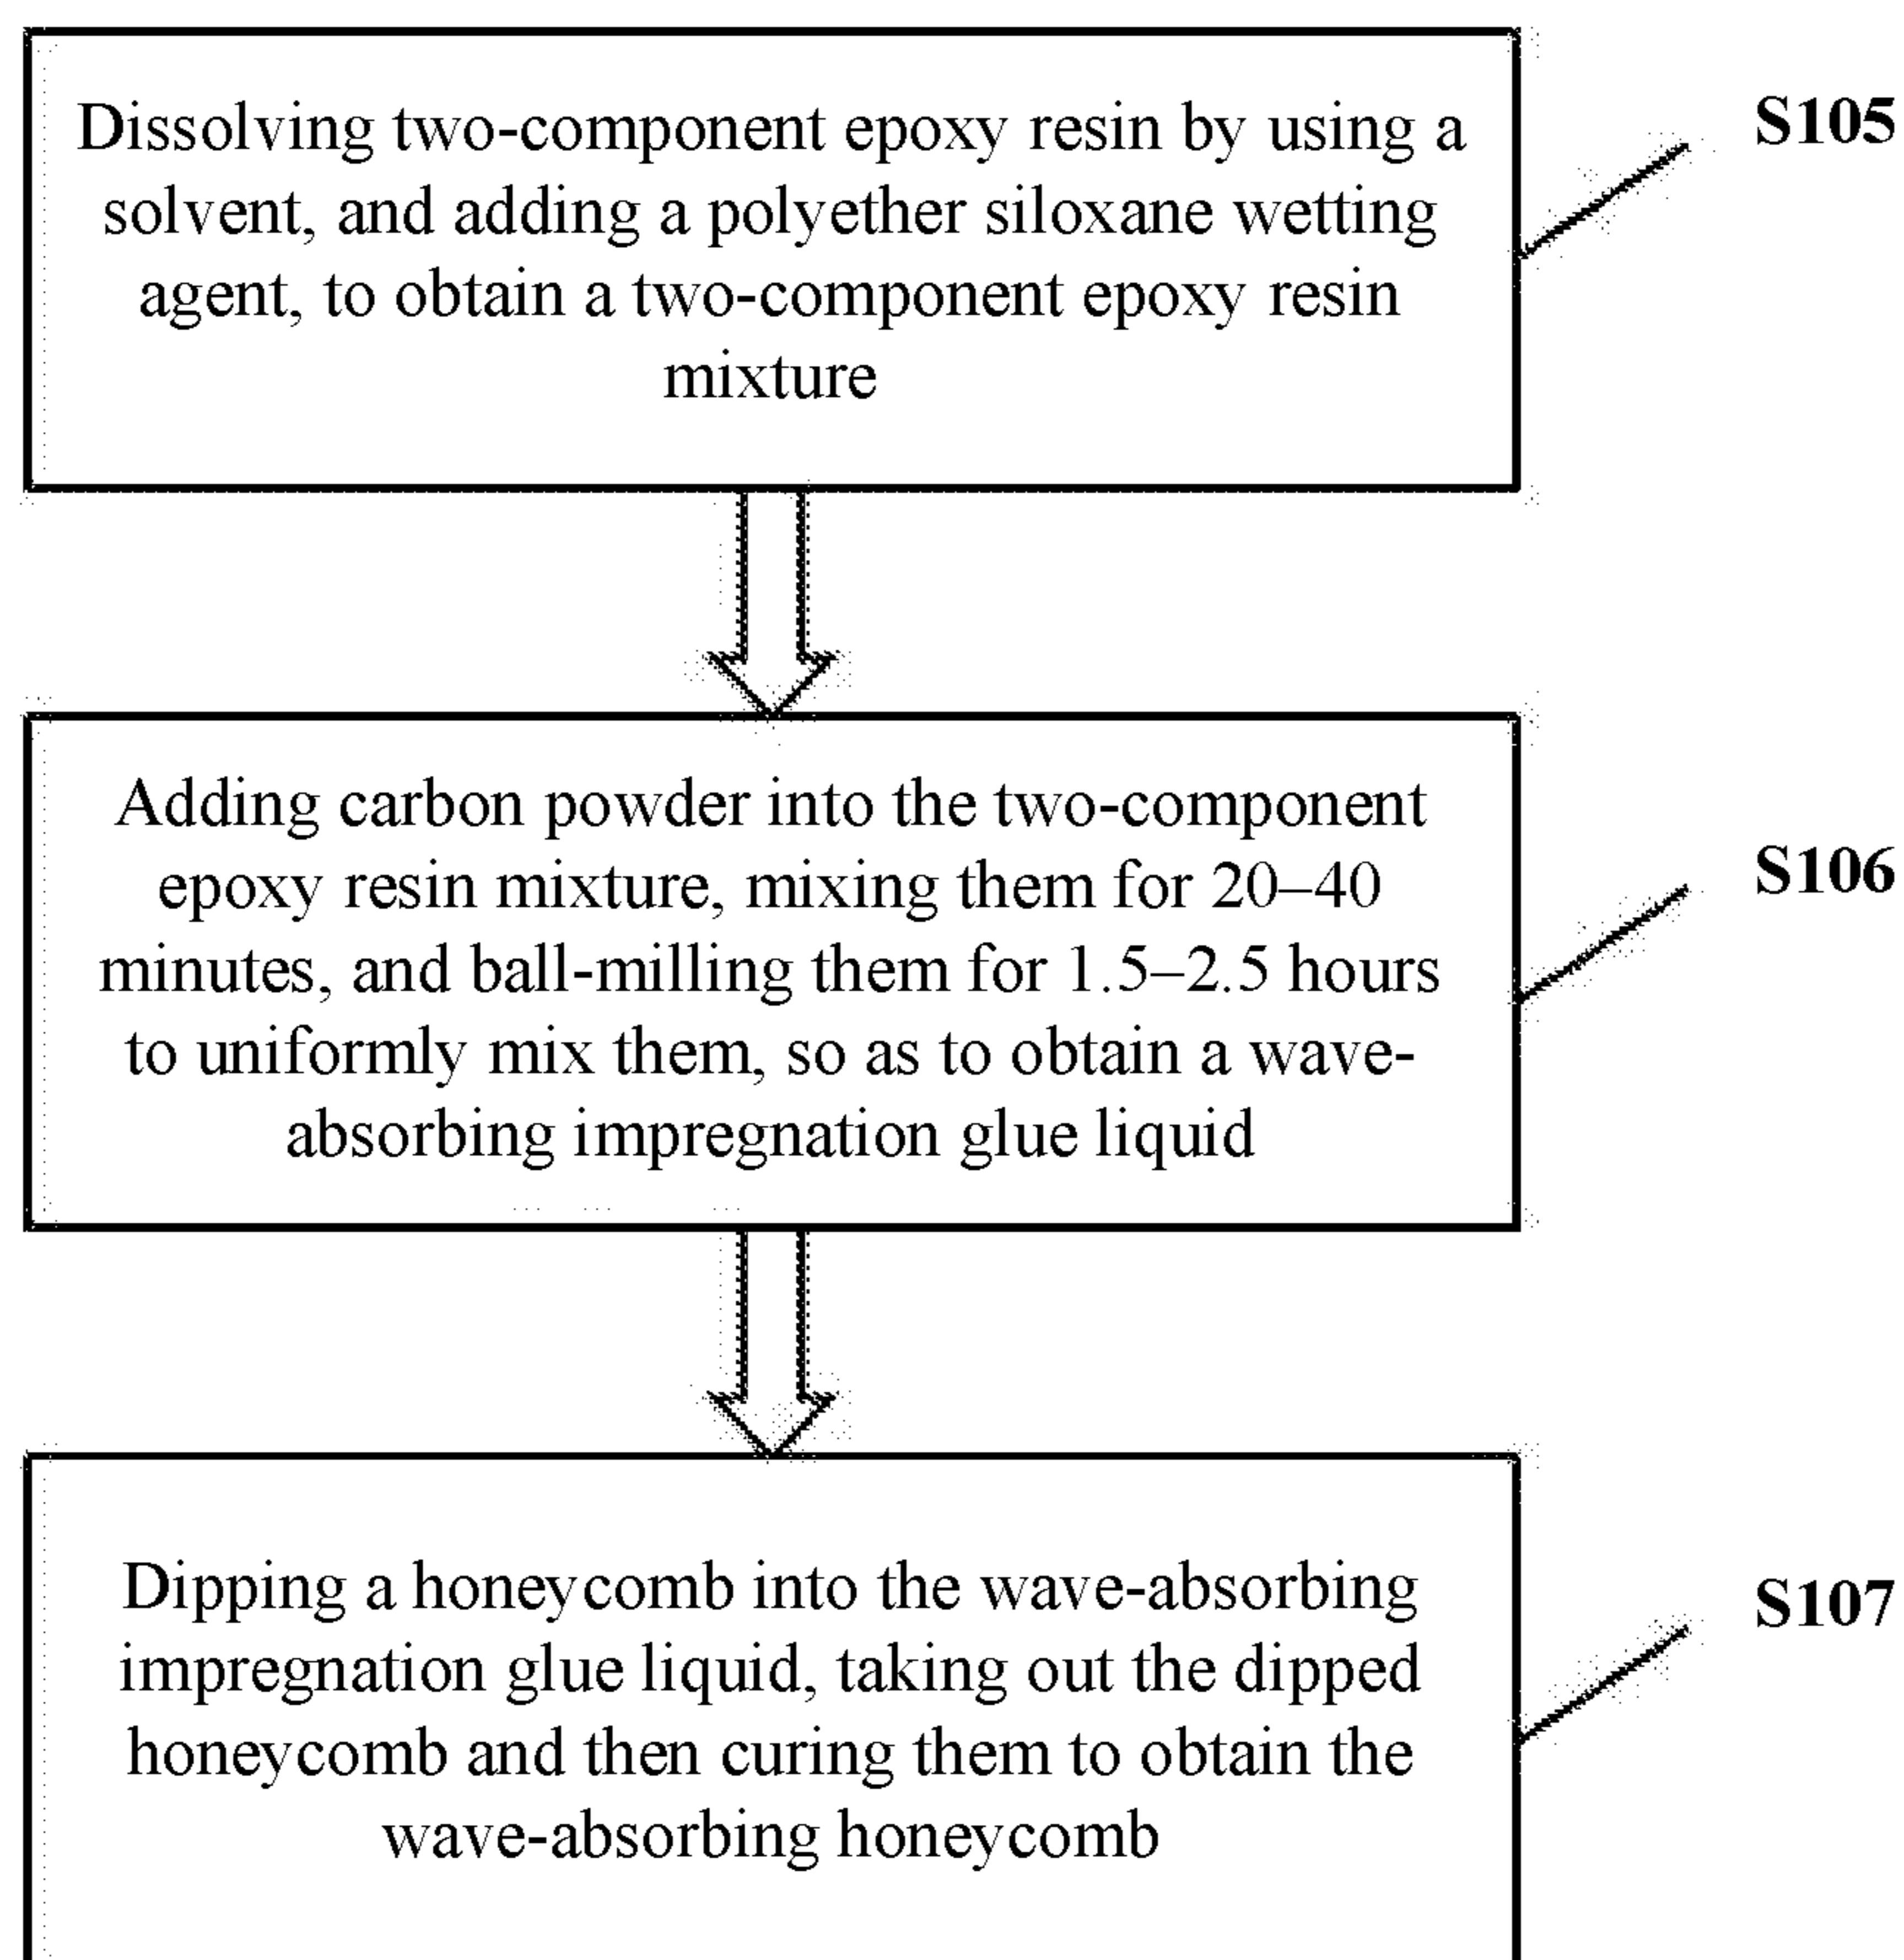 Dissolving two-component epoxy resin by using a
solvent, and adding a polyether siloxane wetting
agent, to obtain a two-component epoxy resin
mixture
S105
Adding carbon powder into the two-component
epoxy resin mixture, mixing them for 20–40
minutes, and ball-milling them for 1.5–2.5 hours
to uniformly mix them, so as to obtain a wave-
absorbing impregnation glue liquid
S106
Dipping a honeycomb into the wave-absorbing
impregnation glue liquid, taking out the dipped
honeycomb and then curing them to obtain the
wave-absorbing honeycomb
S107